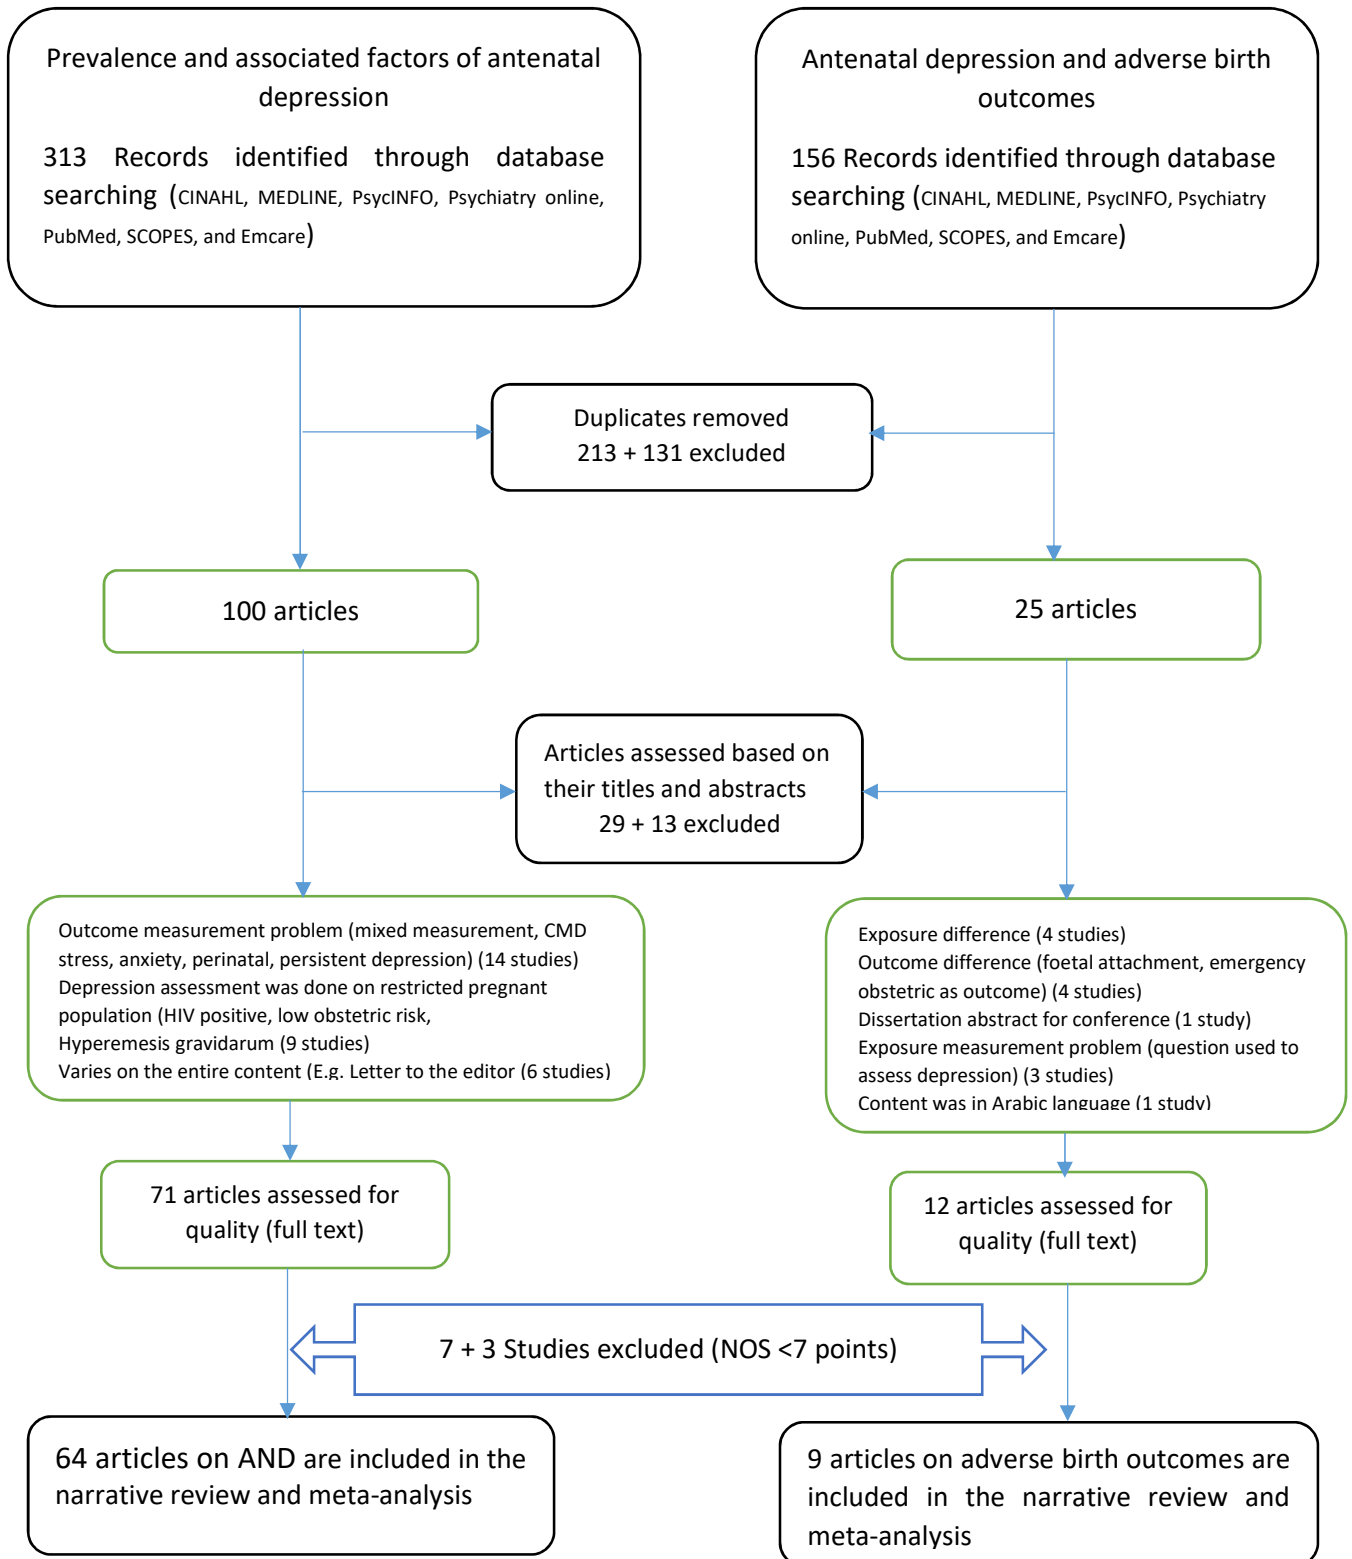 Prevalence and associated factors of antenatal
depression
313 Records identified through database
searching (CINAHL, MEDLINE, PsycINFO, Psychiatry online,
PubMed, SCOPES, and Emcare)
Antenatal depression and adverse birth
outcomes
156 Records identified through database
searching (CINAHL, MEDLINE, PsycINFO, Psychiatry
online, PubMed, SCOPES, and Emcare)
Duplicates removed
213 + 131 excluded
100 articles
25 articles
Articles assessed based on
their titles and abstracts
29 + 13 excluded
Outcome measurement problem (mixed measurement, CMD
stress, anxiety, perinatal, persistent depression) (14 studies)
Depression assessment was done on restricted pregnant
population (HIV positive, low obstetric risk,
Hyperemesis gravidarum (9 studies)
Varies on the entire content (E.g. Letter to the editor (6 studies)
Exposure difference (4 studies)
Outcome difference (foetal attachment, emergency
obstetric as outcome) (4 studies)
Dissertation abstract for conference (1 study)
Exposure measurement problem (question used to
assess depression) (3 studies)
Content was in Arabic language (1 study)
71 articles assessed for
quality (full text)
12 articles assessed for
quality (full text)
7 + 3 Studies excluded (NOS <7 points)
64 articles on AND are included in the
narrative review and meta-analysis
9 articles on adverse birth outcomes are
included in the narrative review and
meta-analysis